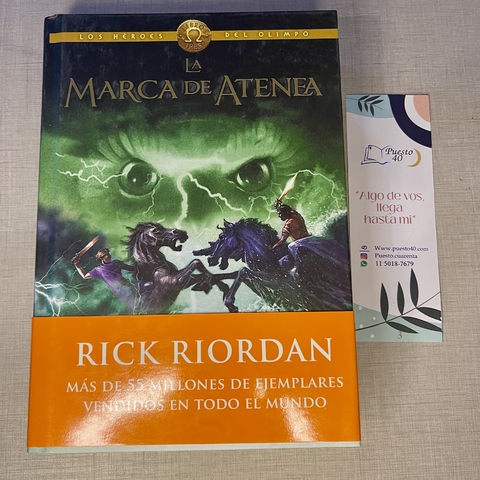 LOS HÉROES DEL OLIMPO
TRES
LA
MARCA DE ATENEA
RICK RIORDAN
MÁS DE 55 MILLONES DE EJEMPLARES
VENDIDOS EN TODO EL MUNDO
Puesto
40
"Algo de vos,
llega
hasta mi"
Www.puesto40.com
Puesto.cuarenta
11 5018-7679